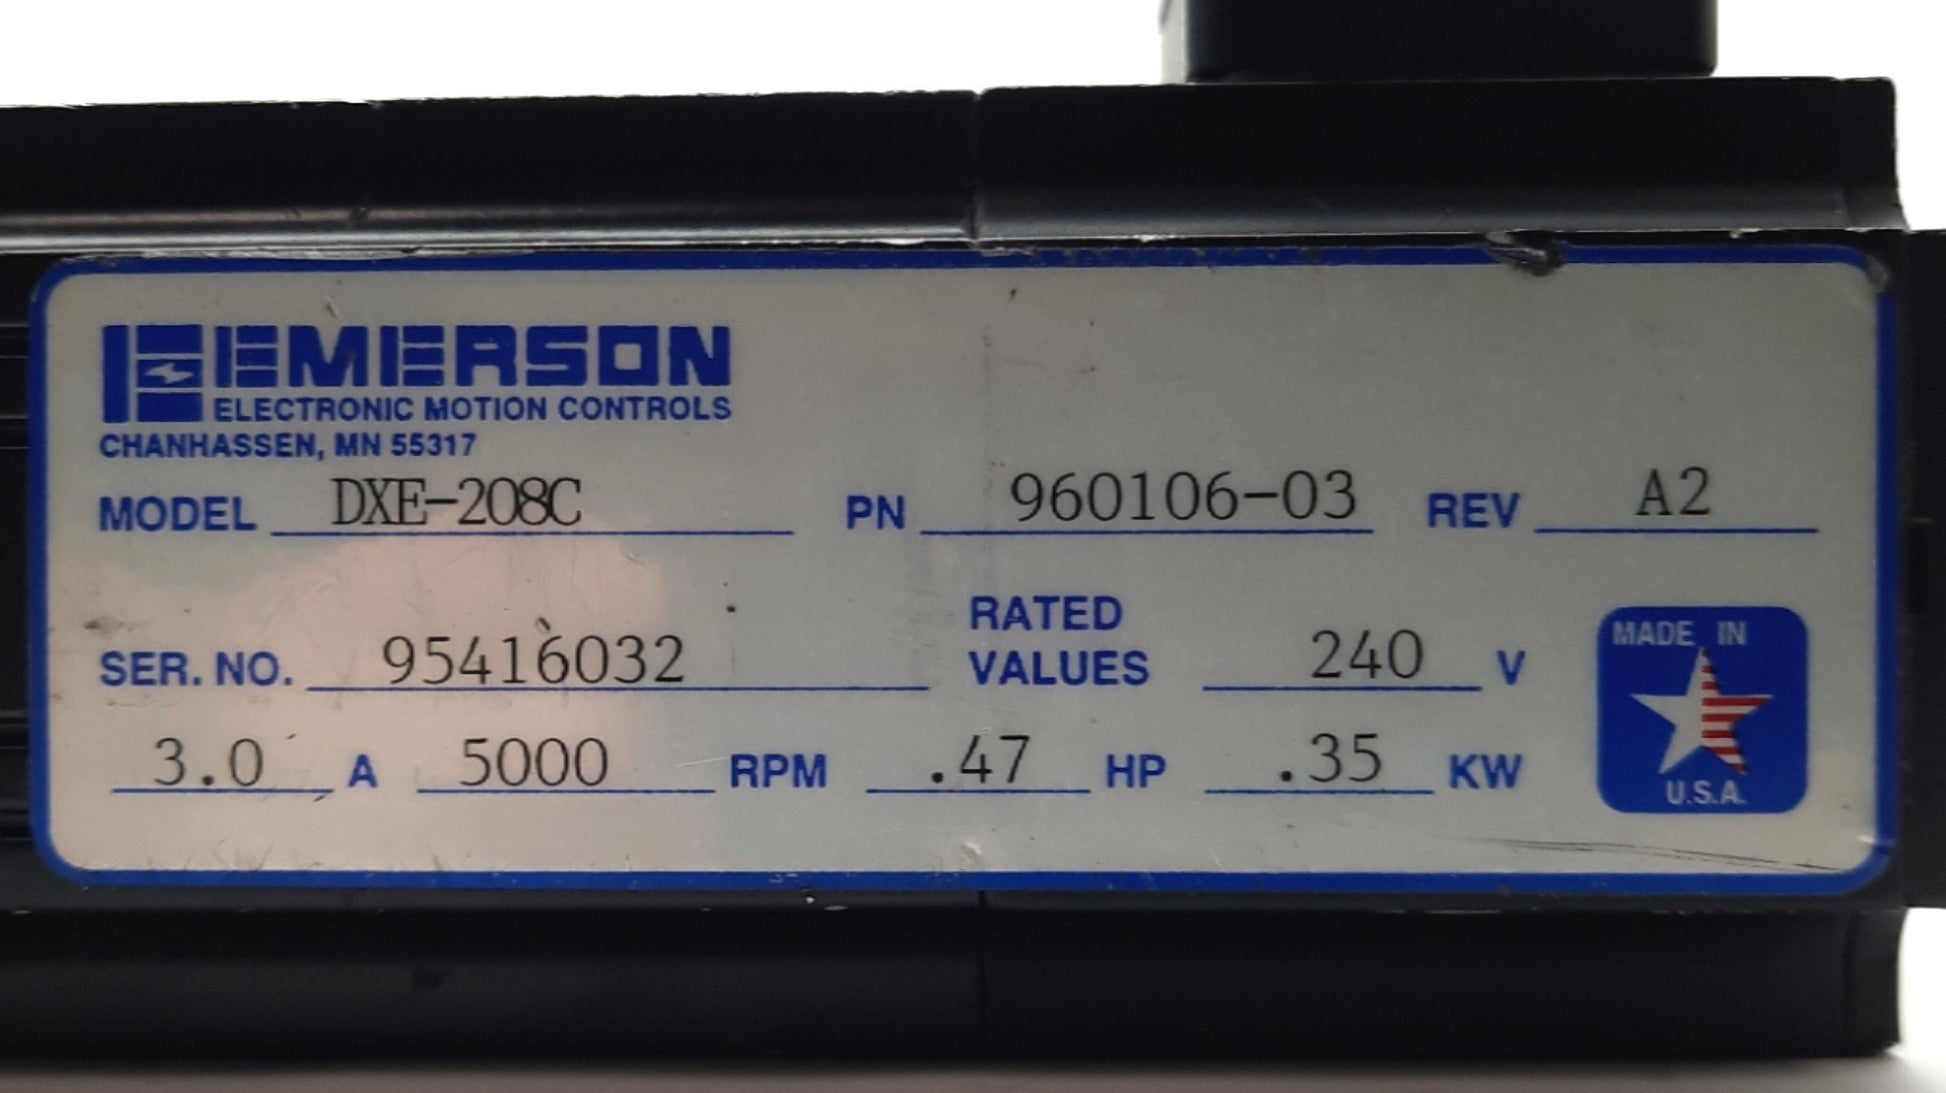 EMERSON
ELECTRONIC MOTION CONTROLS
CHANHASSEN, MN 55317
MODEL DXE-208C PN 960106-03 REV A2
SER. NO. 95416032 RATED VALUES 240 V
3.0 A 5000 RPM .47 HP .35 KW
MADE IN
U.S.A.